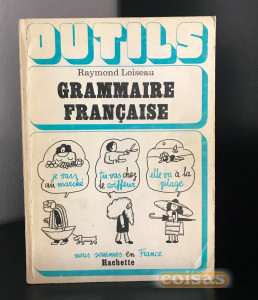 OUTILS
Raymond Loiseau
GRAMMAIRE
FRANÇAISE
je vais
au marché
tu vas chez
le coiffeur
elle va à la
plage
nous sommes en France
Hachette
coisas